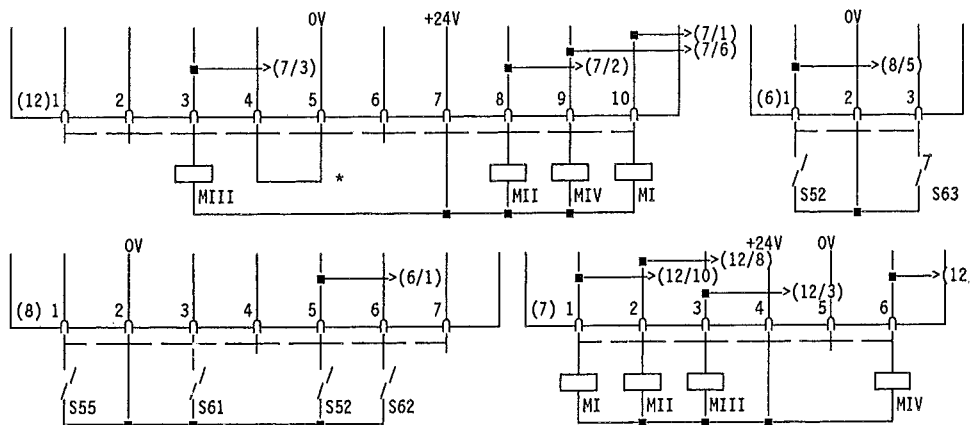 0V +24V
>(7/1)
>(7/6)
>(7/3) >(7/2)
(12)1 2 3 4 5 6 7 8 9 10
* MIII MII MIV MI
0V
>(8/5)
(6)1 2 3
S52 S63
0V
>(6/1)
(8) 1 2 3 4 5 6 7
S55 S61 S52 S62
+24V 0V
>(12/8)
>(12/10) >(12/
>(12/3)
(7) 1 2 3 4 5 6
MI MII MIII MIV